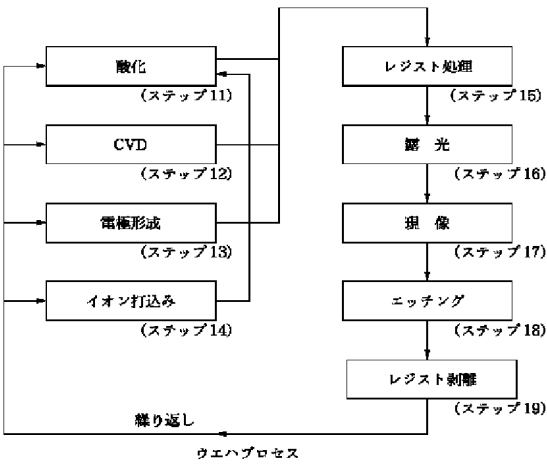 酸化
(ステップ11)
CVD
(ステップ12)
電極形成
(ステップ13)
イオン打込み
(ステップ14)
レジスト処理
(ステップ15)
露 光
(ステップ16)
現 像
(ステップ17)
エッチング
(ステップ18)
レジスト剥離
(ステップ19)
繰り返し
ウエハプロセス